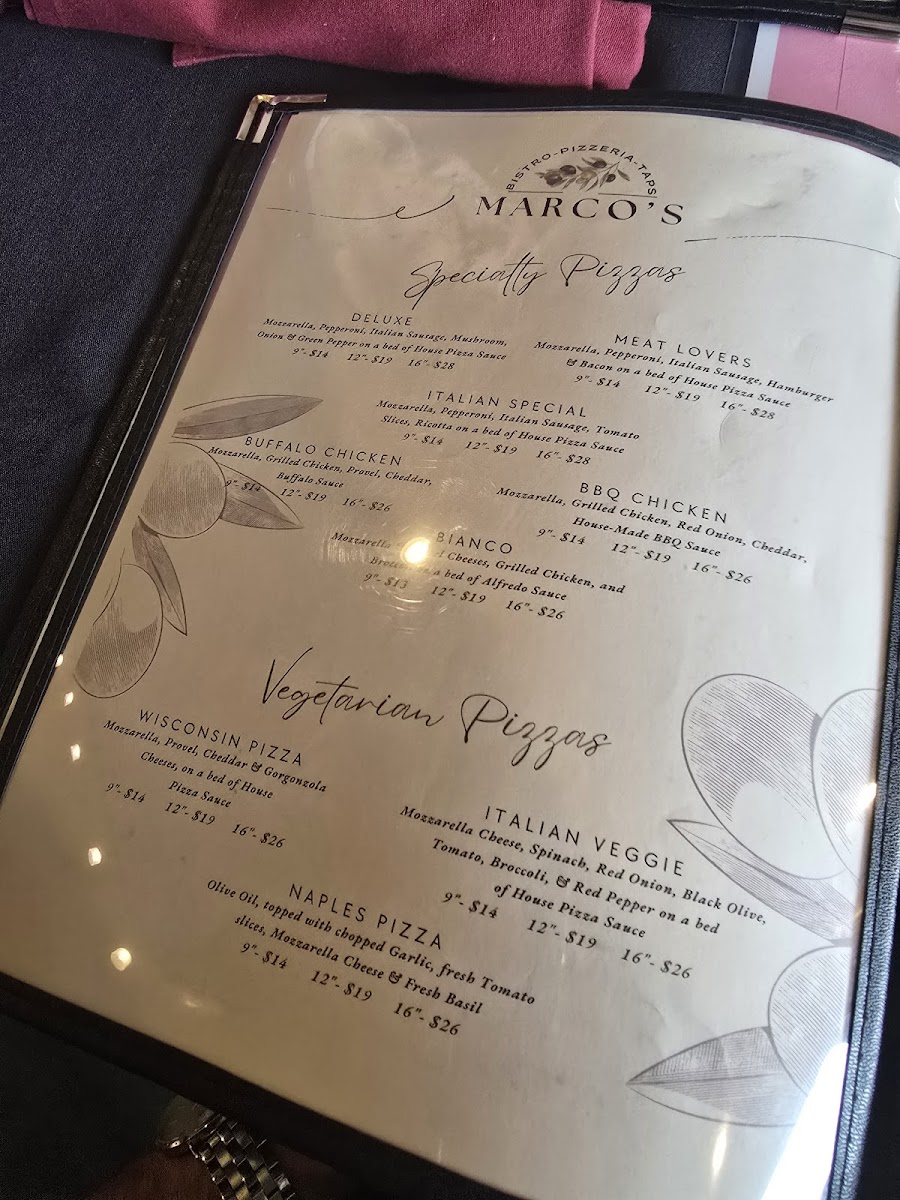 BISTRO-PIZZERIA-TAPS
MARCO'S
Specialty Pizzas
DELUXE
Mozzarella, Pepperoni, Italian Sausage, Mushroom,
Onion & Green Pepper on a bed of House Pizza Sauce
9"- $14 12"- $19 16"- $28
MEAT LOVERS
Mozzarella, Pepperoni, Italian Sausage, Hamburger
& Bacon on a bed of House Pizza Sauce
9"- $14 12"- $19 16"- $28
ITALIAN SPECIAL
Mozzarella, Pepperoni, Italian Sausage, Tomato
Slices, Ricotta on a bed of House Pizza Sauce
9"- $14 12"- $19 16"- $28
BUFFALO CHICKEN
Mozzarella, Grilled Chicken, Provel, Cheddar,
Buffalo Sauce
9"- $14 12"- $19 16"- $26
BBQ CHICKEN
Mozzarella, Grilled Chicken, Red Onion, Cheddar,
House-Made BBQ Sauce
9"- $14 12"- $19 16"- $26
BIANCO
Mozzarella Cheeses, Grilled Chicken, and
on a bed of Alfredo Sauce
9"- $13 12"- $19 16"- $26
Vegetarian Pizzas
WISCONSIN PIZZA
Mozzarella, Provel, Cheddar & Gorgonzola
Cheeses, on a bed of House
Pizza Sauce
9"- $14 12"- $19 16"- $26
ITALIAN VEGGIE
Mozzarella Cheese, Spinach, Red Onion, Black Olive,
Tomato, Broccoli, & Red Pepper on a bed
of House Pizza Sauce
9"- $14 12"- $19 16"- $26
NAPLES PIZZA
Olive Oil, topped with chopped Garlic, fresh Tomato
slices, Mozzarella Cheese & Fresh Basil
9"- $14 12"- $19 16"- $26